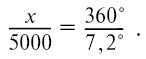 x/5000 = 360°/7,2° .